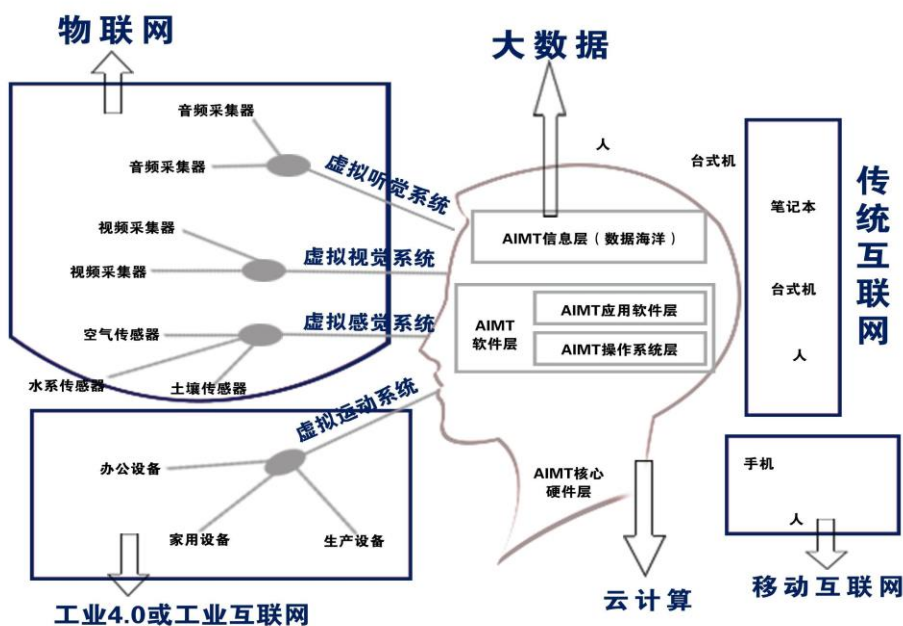 物联网
大数据
音频采集器
人
台式机
音频采集器
虚拟听觉系统
传统互联网
笔记本
视频采集器
AIMT信息层（数据海洋）
视频采集器
虚拟视觉系统
台式机
AIMT
软件层
AIMT应用软件层
空气传感器
虚拟感觉系统
AIMT操作系统层
人
水系传感器
土壤传感器
虚拟运动系统
办公设备
AIMT核心
硬件层
手机
人
家用设备
生产设备
工业4.0或工业互联网
云计算
移动互联网